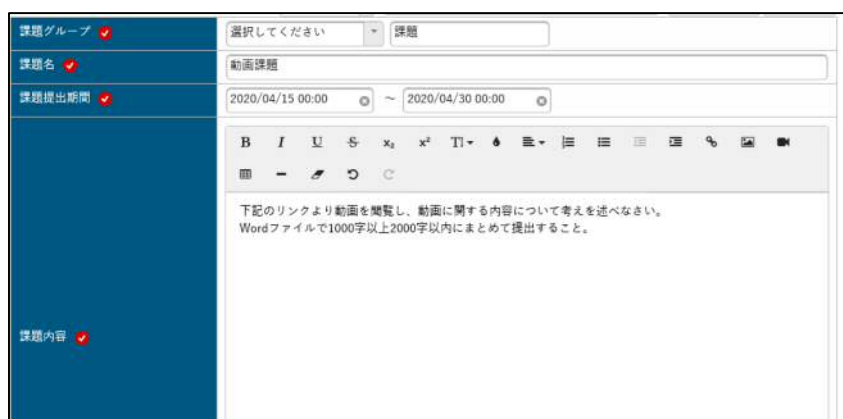 課題グループ 選択してください 課題
課題名 動画課題
課題提出期間 2020/04/15 00:00 ～ 2020/04/30 00:00
B I U S x₂ x² TI
下記のリンクより動画を閲覧し、動画に関する内容について考えを述べなさい。
Wordファイルで1000字以上2000字以内にまとめて提出すること。
課題内容